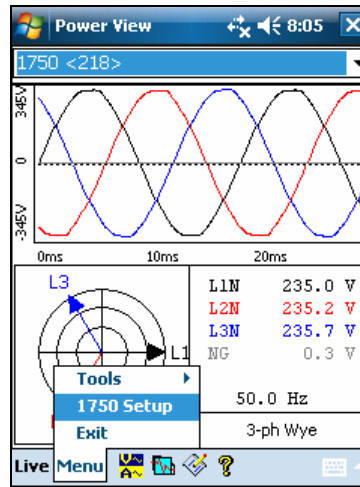 Power View 8:05
1750 <218>
345V
0
-345V
0ms 10ms 20ms
L3
L1
L1N 235.0 V
L2N 235.2 V
L3N 235.7 V
NG 0.3 V
50.0 Hz
3-ph Wye
Tools
1750 Setup
Exit
Live Menu